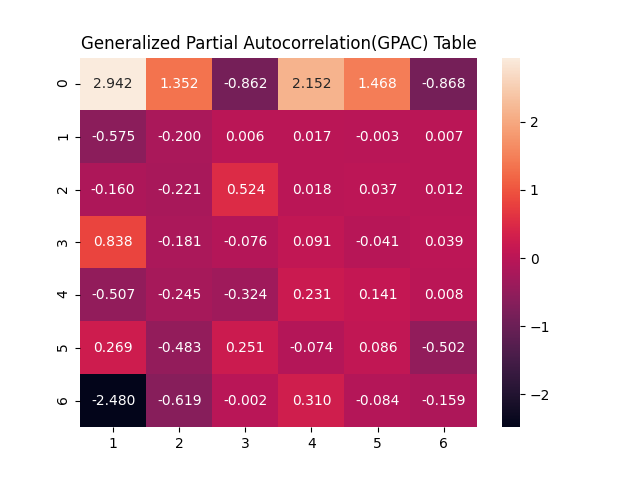 Generalized Partial Autocorrelation(GPAC) Table
0 2.942 1.352 -0.862 2.152 1.468 -0.868
1 -0.575 -0.200 0.006 0.017 -0.003 0.007
2 -0.160 -0.221 0.524 0.018 0.037 0.012
3 0.838 -0.181 -0.076 0.091 -0.041 0.039
4 -0.507 -0.245 -0.324 0.231 0.141 0.008
5 0.269 -0.483 0.251 -0.074 0.086 -0.502
6 -2.480 -0.619 -0.002 0.310 -0.084 -0.159
1 2 3 4 5 6
2
1
0
−1
−2